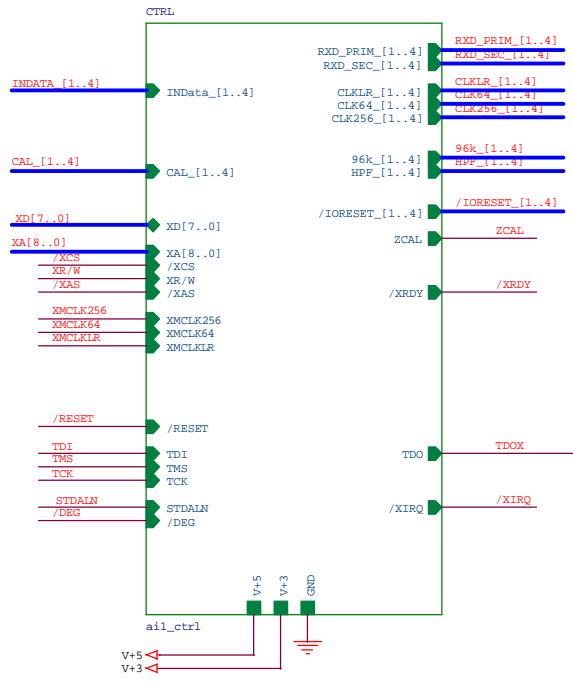 CTRL
RXD_PRIM_[1..4] RXD_PRIM_[1..4]
RXD_SEC_[1..4] RXD_SEC_[1..4]
INDATA_[1..4] INData_[1..4] CLKLR_[1..4] CLKLR_[1..4]
CLK64_[1..4] CLK64_[1..4]
CLK256_[1..4] CLK256_[1..4]
96k_[1..4] 96k_[1..4]
CAL_[1..4] CAL_[1..4] HPF_[1..4] HPF_[1..4]
/IORESET_[1..4] /IORESET_[1..4]
XD[7..0] XD[7..0]
ZCAL ZCAL
XA[8..0] XA[8..0]
/XCS /XCS
XR/W XR/W
/XAS /XAS /XRDY /XRDY
XMCLK256 XMCLK256
XMCLK64 XMCLK64
XMCLKLR XMCLKLR
/RESET /RESET
TDI TDI TDO TDOX
TMS TMS
TCK TCK
STDALN STDALN /XIRQ /XIRQ
/DEG /DEG
V+5 V+3 GND
ail_ctrl
V+5
V+3